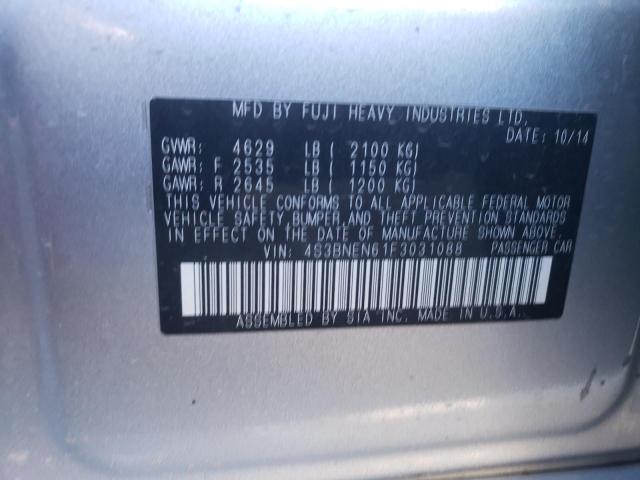 MFD BY FUJI HEAVY INDUSTRIES LTD.
DATE: 10/14
GVWR: 4629 LB ( 2100 KG)
GAWR: F 2535 LB ( 1150 KG)
GAWR: R 2645 LB ( 1200 KG)
THIS VEHICLE CONFORMS TO ALL APPLICABLE FEDERAL MOTOR
VEHICLE SAFETY,BUMPER,AND THEFT PREVENTION STANDARDS
IN EFFECT ON THE DATE OF MANUFACTURE SHOWN ABOVE.
VIN: 4S3BNEN61F3031088 PASSENGER CAR
ASSEMBLED BY SIA INC. MADE IN U.S.A.